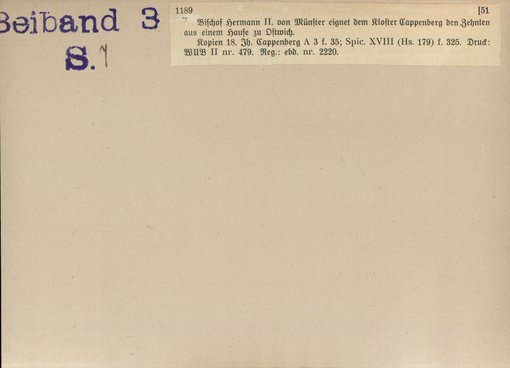 Beiband 3
S. 7
1189 [51
Bischof Hermann II. von Münster eignet dem Kloster Cappenberg den Zehnten
aus einem Hause zu Ostwich.
Kopien 18. Jh. Cappenberg A 3 f. 35; Spic. XVIII (Hs. 179) f. 325. Druck:
WUB II nr. 479. Reg.: ebd. nr. 2220.